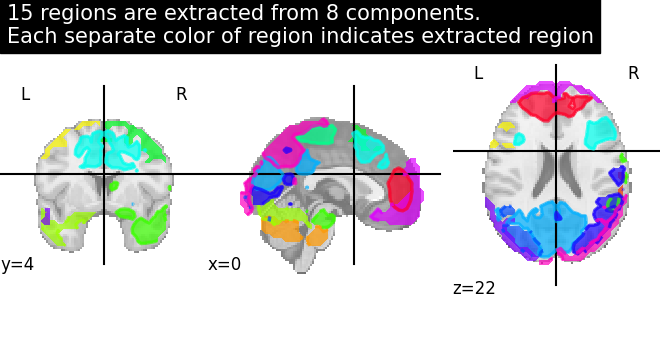 15 regions are extracted from 8 components.
Each separate color of region indicates extracted region
L R
L R
y=4
x=0
z=22